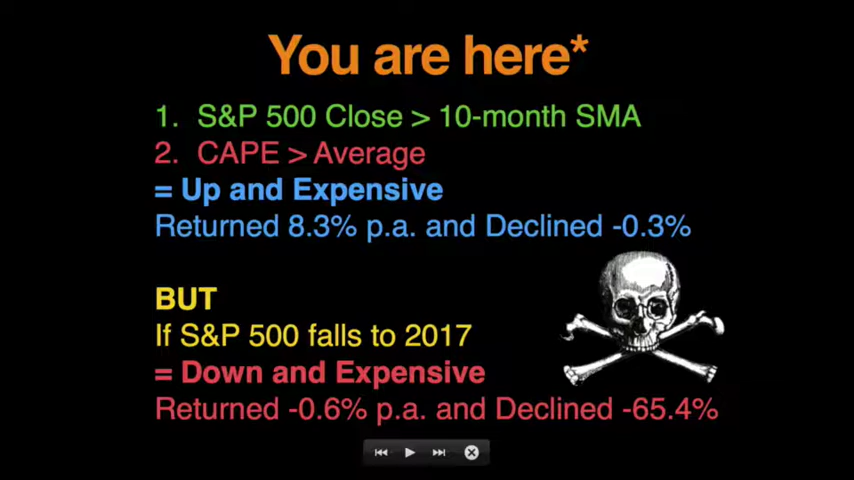 You are here*
1. S&P 500 Close > 10-month SMA
2. CAPE > Average
= Up and Expensive
Returned 8.3% p.a. and Declined -0.3%
BUT
If S&P 500 falls to 2017
= Down and Expensive
Returned -0.6% p.a. and Declined -65.4%